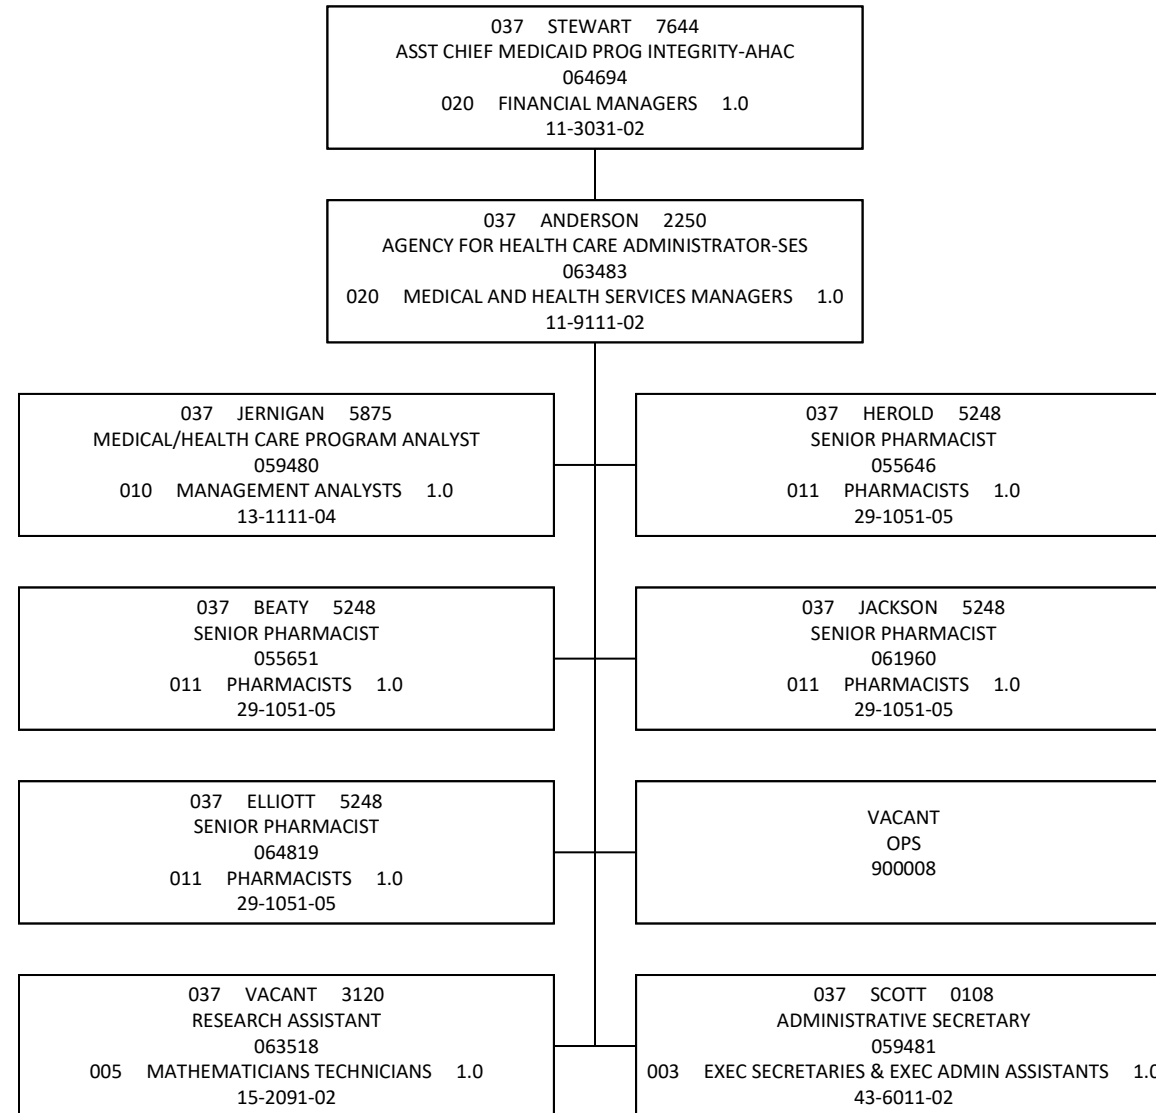 037 STEWART 7644
ASST CHIEF MEDICAID PROG INTEGRITY-AHAC
064694
020 FINANCIAL MANAGERS 1.0
11-3031-02
037 ANDERSON 2250
AGENCY FOR HEALTH CARE ADMINISTRATOR-SES
063483
020 MEDICAL AND HEALTH SERVICES MANAGERS 1.0
11-9111-02
037 JERNIGAN 5875
MEDICAL/HEALTH CARE PROGRAM ANALYST
059480
010 MANAGEMENT ANALYSTS 1.0
13-1111-04
037 HEROLD 5248
SENIOR PHARMACIST
055646
011 PHARMACISTS 1.0
29-1051-05
037 BEATY 5248
SENIOR PHARMACIST
055651
011 PHARMACISTS 1.0
29-1051-05
037 JACKSON 5248
SENIOR PHARMACIST
061960
011 PHARMACISTS 1.0
29-1051-05
037 ELLIOTT 5248
SENIOR PHARMACIST
064819
011 PHARMACISTS 1.0
29-1051-05
VACANT
OPS
900008
037 VACANT 3120
RESEARCH ASSISTANT
063518
005 MATHEMATICIANS TECHNICIANS 1.0
15-2091-02
037 SCOTT 0108
ADMINISTRATIVE SECRETARY
059481
003 EXEC SECRETARIES & EXEC ADMIN ASSISTANTS 1.0
43-6011-02